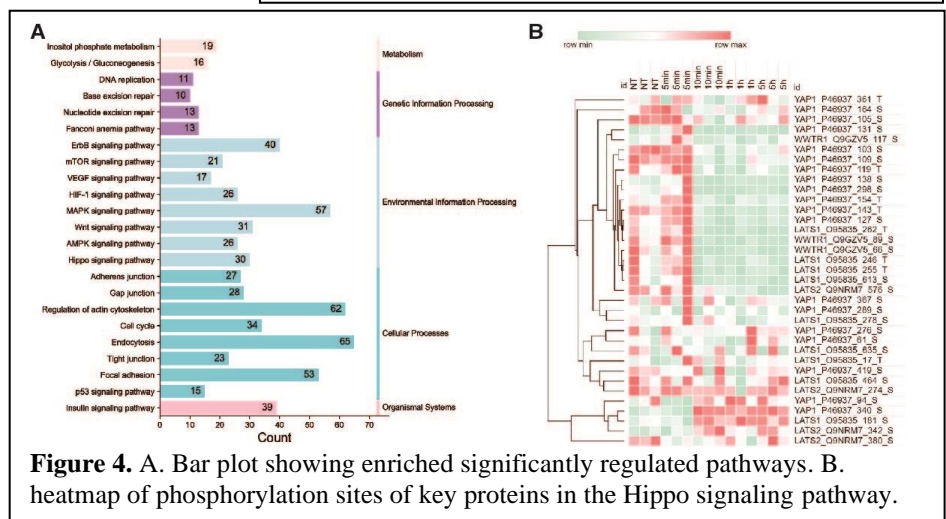 A
Inositol phosphate metabolism 19
Glycolysis / Gluconeogenesis 16
Metabolism
DNA replication 11
Base excision repair 10
Nucleotide excision repair 13
Fanconi anemia pathway 13
Genetic Information Processing
ErbB signaling pathway 40
mTOR signaling pathway 21
VEGF signaling pathway 17
HIF-1 signaling pathway 26
MAPK signaling pathway 57
Wnt signaling pathway 31
AMPK signaling pathway 26
Hippo signaling pathway 30
Environmental Information Processing
Adherens junction 27
Gap junction 28
Regulation of actin cytoskeleton 62
Cell cycle 34
Endocytosis 65
Tight junction 23
Focal adhesion 53
p53 signaling pathway 15
Cellular Processes
Insulin signaling pathway 39
Organismal Systems
0 10 20 30 40 50 60 70
Count
B
row min row max
id NT NT NT 5min 5min 5min 10min 10min 10min 1h 1h 1h 5h 5h 5h id
YAP1_P46937_361_T
YAP1_P46937_164_S
YAP1_P46937_105_S
YAP1_P46937_131_S
WWTR1_Q9GZV5_117_S
YAP1_P46937_103_S
YAP1_P46937_109_S
YAP1_P46937_119_T
YAP1_P46937_138_S
YAP1_P46937_298_S
YAP1_P46937_154_T
YAP1_P46937_143_T
YAP1_P46937_127_S
LATS1_O95835_262_T
WWTR1_Q9GZV5_89_S
WWTR1_Q9GZV5_66_S
LATS1_O95835_246_T
LATS1_O95835_255_T
LATS1_O95835_613_S
LATS2_Q9NRM7_576_S
YAP1_P46937_367_S
YAP1_P46937_289_S
LATS1_O95835_278_S
YAP1_P46937_276_S
YAP1_P46937_61_S
LATS1_O95835_635_S
LATS1_O95835_17_T
YAP1_P46937_419_S
LATS1_O95835_464_S
LATS2_Q9NRM7_274_S
YAP1_P46937_94_S
YAP1_P46937_340_S
LATS1_O95835_181_S
LATS2_Q9NRM7_342_S
LATS2_Q9NRM7_380_S
Figure 4. A. Bar plot showing enriched significantly regulated pathways. B.
heatmap of phosphorylation sites of key proteins in the Hippo signaling pathway.